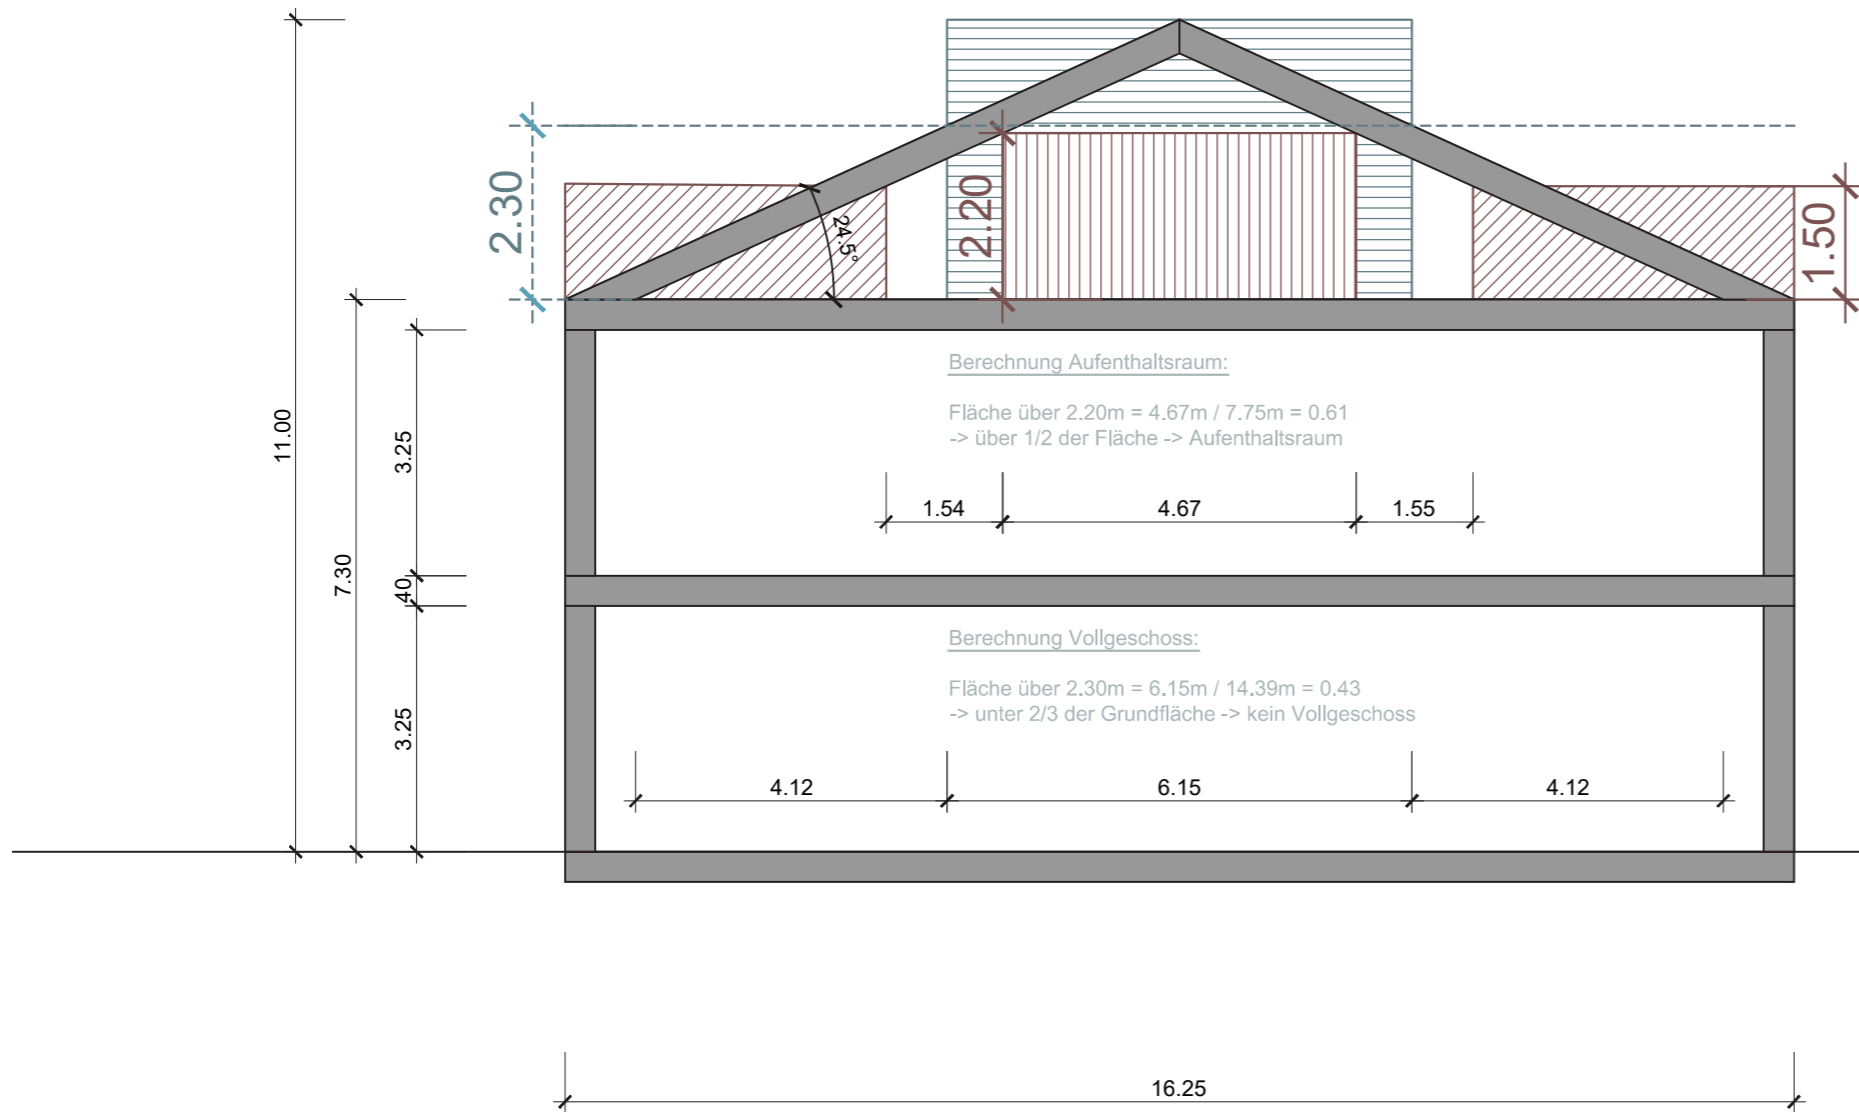 2.30
2.20
24.5°
1.50
11.00
7.30
3.25
40
3.25
Berechnung Aufenthaltsraum:
Fläche über 2.20m = 4.67m / 7.75m = 0.61
-> über 1/2 der Fläche -> Aufenthaltsraum
1.54 4.67 1.55
Berechnung Vollgeschoss:
Fläche über 2.30m = 6.15m / 14.39m = 0.43
-> unter 2/3 der Grundfläche -> kein Vollgeschoss
4.12 6.15 4.12
16.25